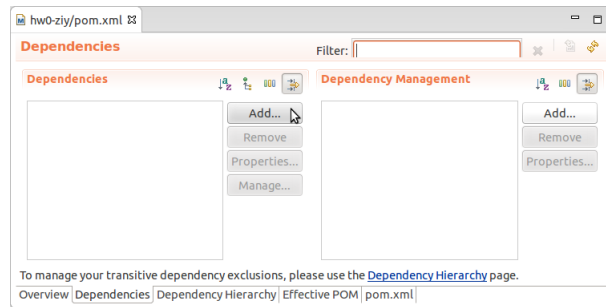 hw0-ziy/pom.xml
Dependencies
Filter:
Dependencies
Dependency Management
Add...
Remove
Properties...
Manage...
Add...
Remove
Properties...
To manage your transitive dependency exclusions, please use the Dependency Hierarchy page.
Overview Dependencies Dependency Hierarchy Effective POM pom.xml